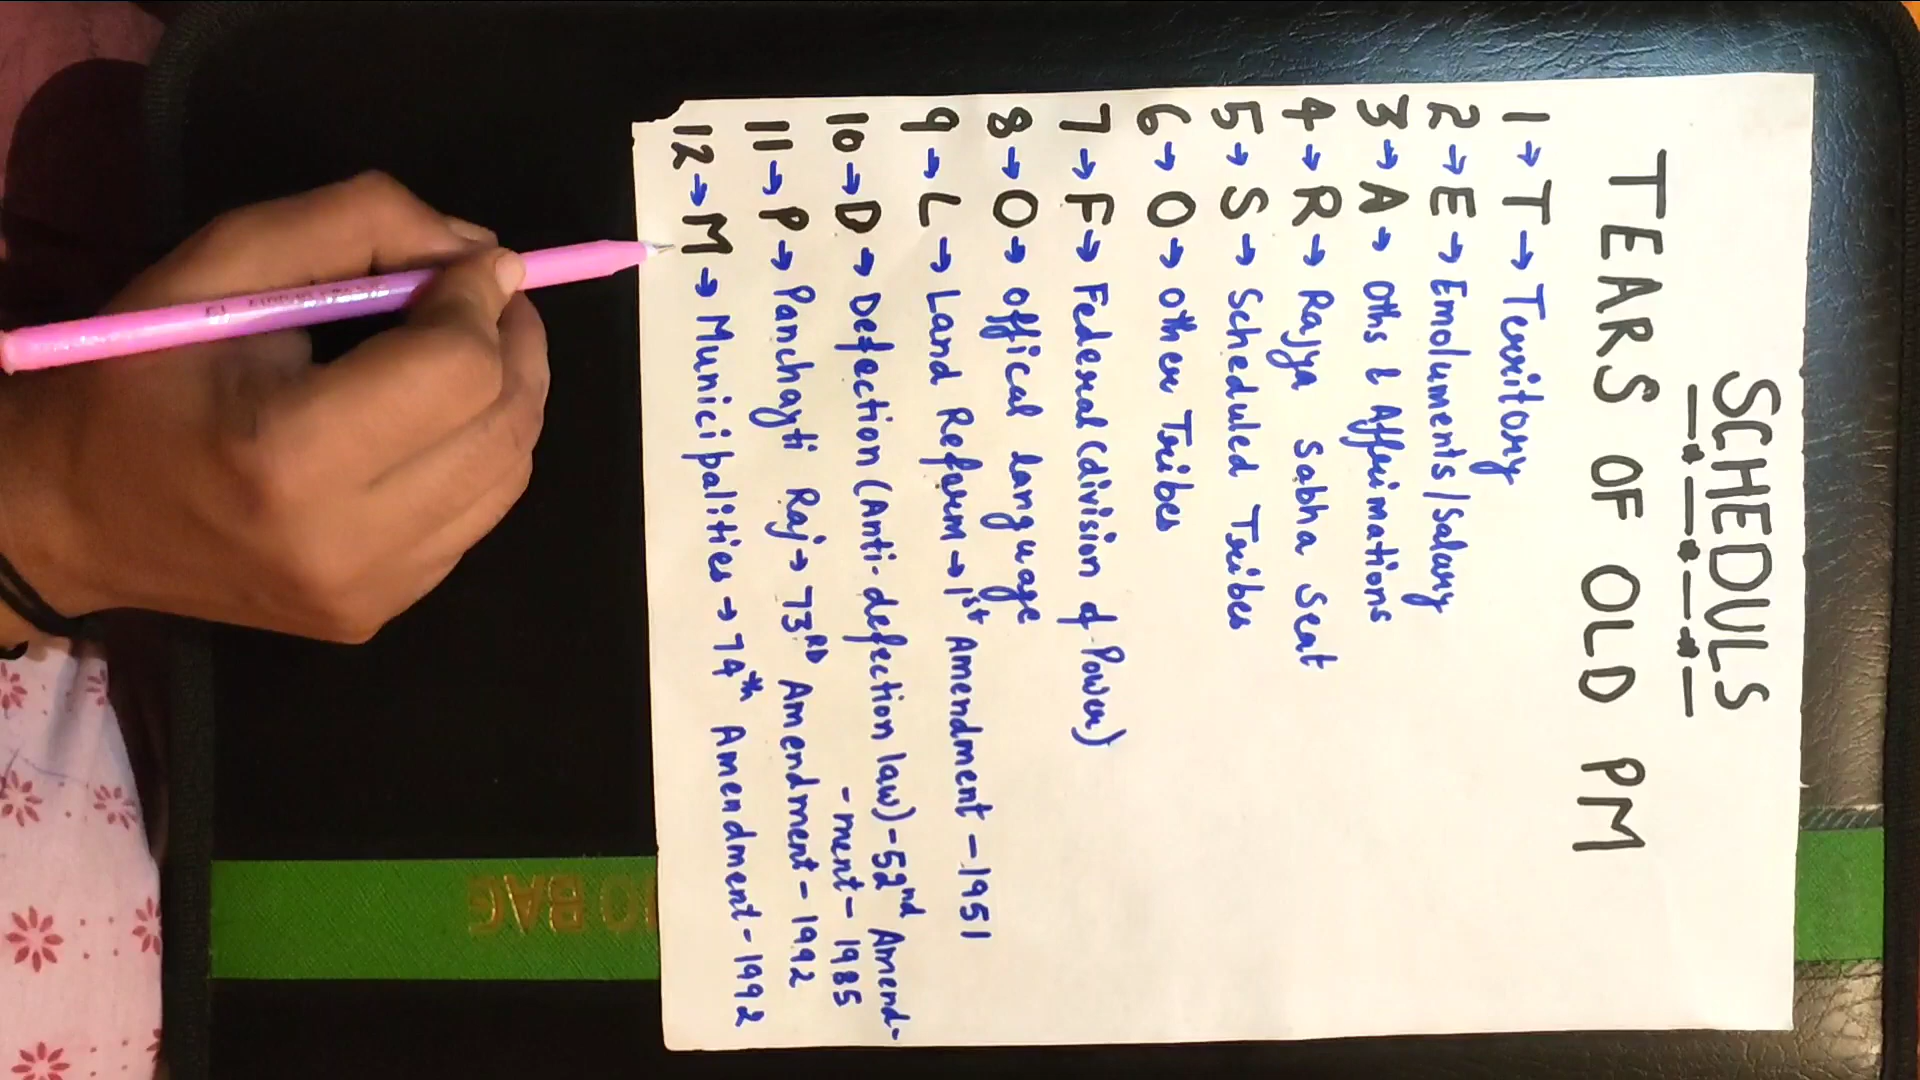 SCHEDULS
TEARS OF OLD PM
1→T→Territory
2→E→Emoluments/Salary
3→A→Oths & Affrimations
4→R→Rajya Sabha Seat
5→S→Scheduled Tribes
6→O→Other Tribes
7→F→Federal (division of Power)
8→O→Offical Language
9→L→Land Reform→1st Amendment-1951
10→D→Defection (Anti-defection law)-52nd Amend-
-ment-1985
11→P→Panchayti Raj→73RD Amendment-1992
12→M→Municipalities→74th Amendment-1992
BAG